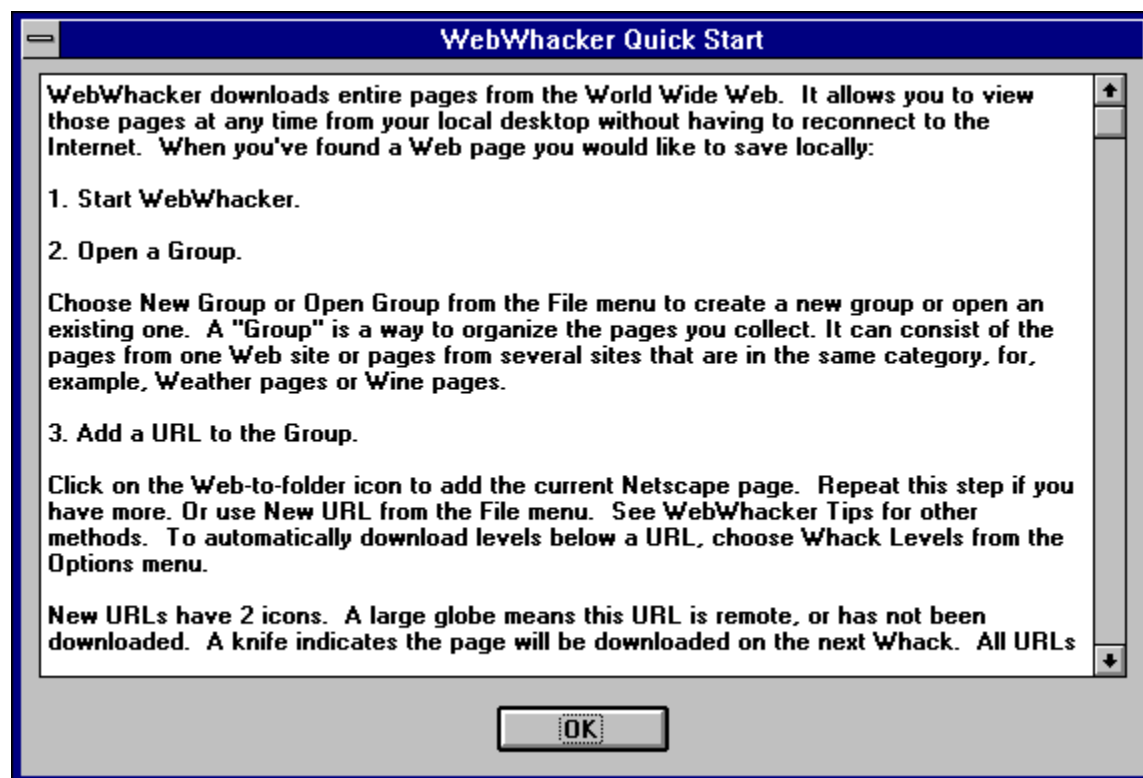 WebWhacker Quick Start
WebWhacker downloads entire pages from the World Wide Web.  It allows you to view
those pages at any time from your local desktop without having to reconnect to the
Internet.  When you've found a Web page you would like to save locally:
1. Start WebWhacker.
2. Open a Group.
Choose New Group or Open Group from the File menu to create a new group or open an
existing one.  A "Group" is a way to organize the pages you collect. It can consist of the
pages from one Web site or pages from several sites that are in the same category, for,
example, Weather pages or Wine pages.
3. Add a URL to the Group.
Click on the Web-to-folder icon to add the current Netscape page.  Repeat this step if you
have more. Or use New URL from the File menu.  See WebWhacker Tips for other
methods.  To automatically download levels below a URL, choose Whack Levels from the
Options menu.
New URLs have 2 icons.  A large globe means this URL is remote, or has not been
downloaded.  A knife indicates the page will be downloaded on the next Whack.  All URLs
OK